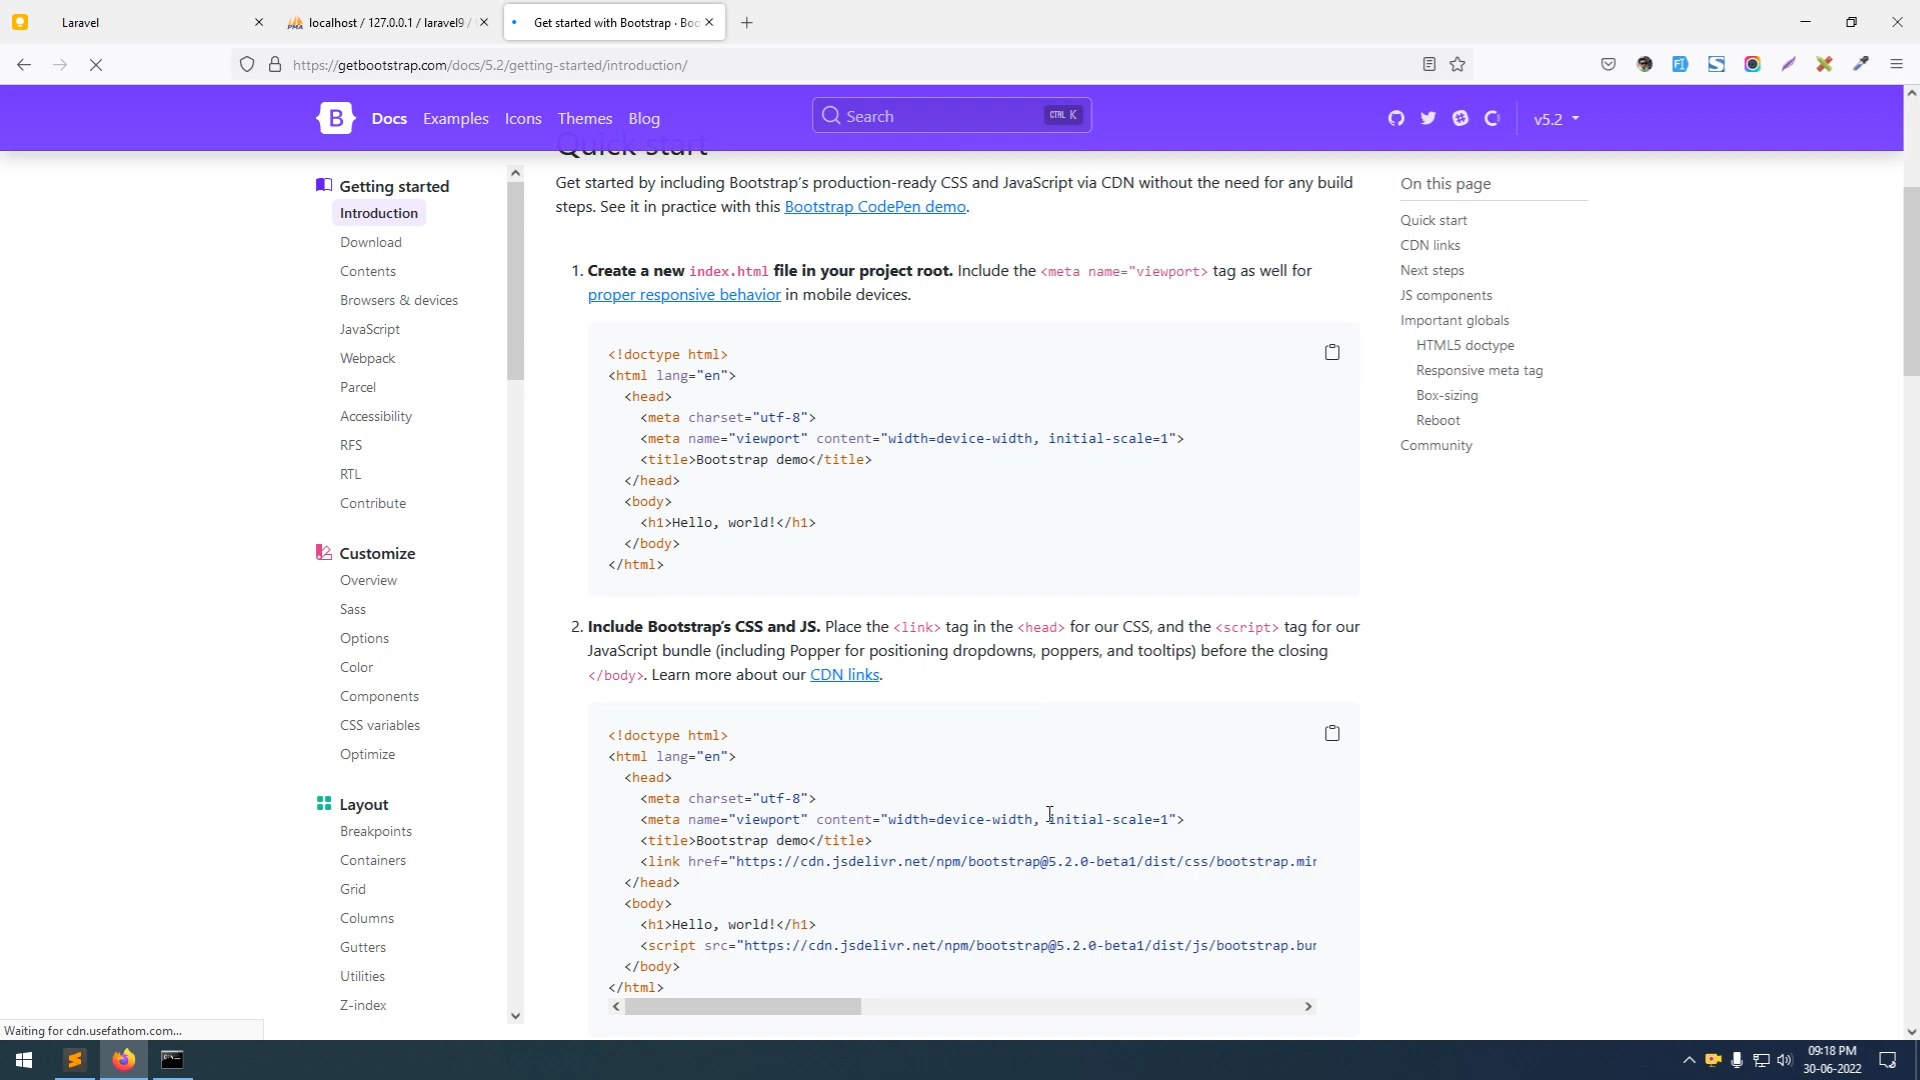 Laravel
localhost / 127.0.0.1 / laravel9 /
Get started with Bootstrap · Boo
https://getbootstrap.com/docs/5.2/getting-started/introduction/
B
Docs
Examples
Icons
Themes
Blog
Search
CTRL K
v5.2
Getting started
Introduction
Download
Contents
Browsers & devices
JavaScript
Webpack
Parcel
Accessibility
RFS
RTL
Contribute
Customize
Overview
Sass
Options
Color
Components
CSS variables
Optimize
Layout
Breakpoints
Containers
Grid
Columns
Gutters
Utilities
Z-index
Quick start
Get started by including Bootstrap's production-ready CSS and JavaScript via CDN without the need for any build
steps. See it in practice with this Bootstrap CodePen demo.
1. Create a new index.html file in your project root. Include the <meta name="viewport> tag as well for
proper responsive behavior in mobile devices.
<!doctype html>
<html lang="en">
<head>
<meta charset="utf-8">
<meta name="viewport" content="width=device-width, initial-scale=1">
<title>Bootstrap demo</title>
</head>
<body>
<h1>Hello, world!</h1>
</body>
</html>
2. Include Bootstrap's CSS and JS. Place the <link> tag in the <head> for our CSS, and the <script> tag for our
JavaScript bundle (including Popper for positioning dropdowns, poppers, and tooltips) before the closing
</body>. Learn more about our CDN links.
<!doctype html>
<html lang="en">
<head>
<meta charset="utf-8">
<meta name="viewport" content="width=device-width, initial-scale=1">
<title>Bootstrap demo</title>
<link href="https://cdn.jsdelivr.net/npm/bootstrap@5.2.0-beta1/dist/css/bootstrap.min
</head>
<body>
<h1>Hello, world!</h1>
<script src="https://cdn.jsdelivr.net/npm/bootstrap@5.2.0-beta1/dist/js/bootstrap.bun
</body>
</html>
On this page
Quick start
CDN links
Next steps
JS components
Important globals
HTML5 doctype
Responsive meta tag
Box-sizing
Reboot
Community
Waiting for cdn.usefathom.com...
09:18 PM
30-06-2022